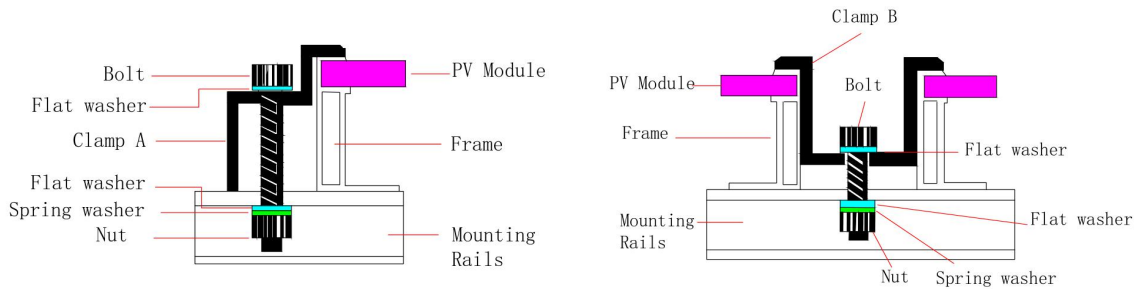 Bolt
Flat washer
Clamp A
Flat washer
Spring washer
Nut
PV Module
Frame
Mounting
Rails
Clamp B
PV Module
Bolt
Frame
Flat washer
Mounting
Rails
Flat washer
Nut
Spring washer